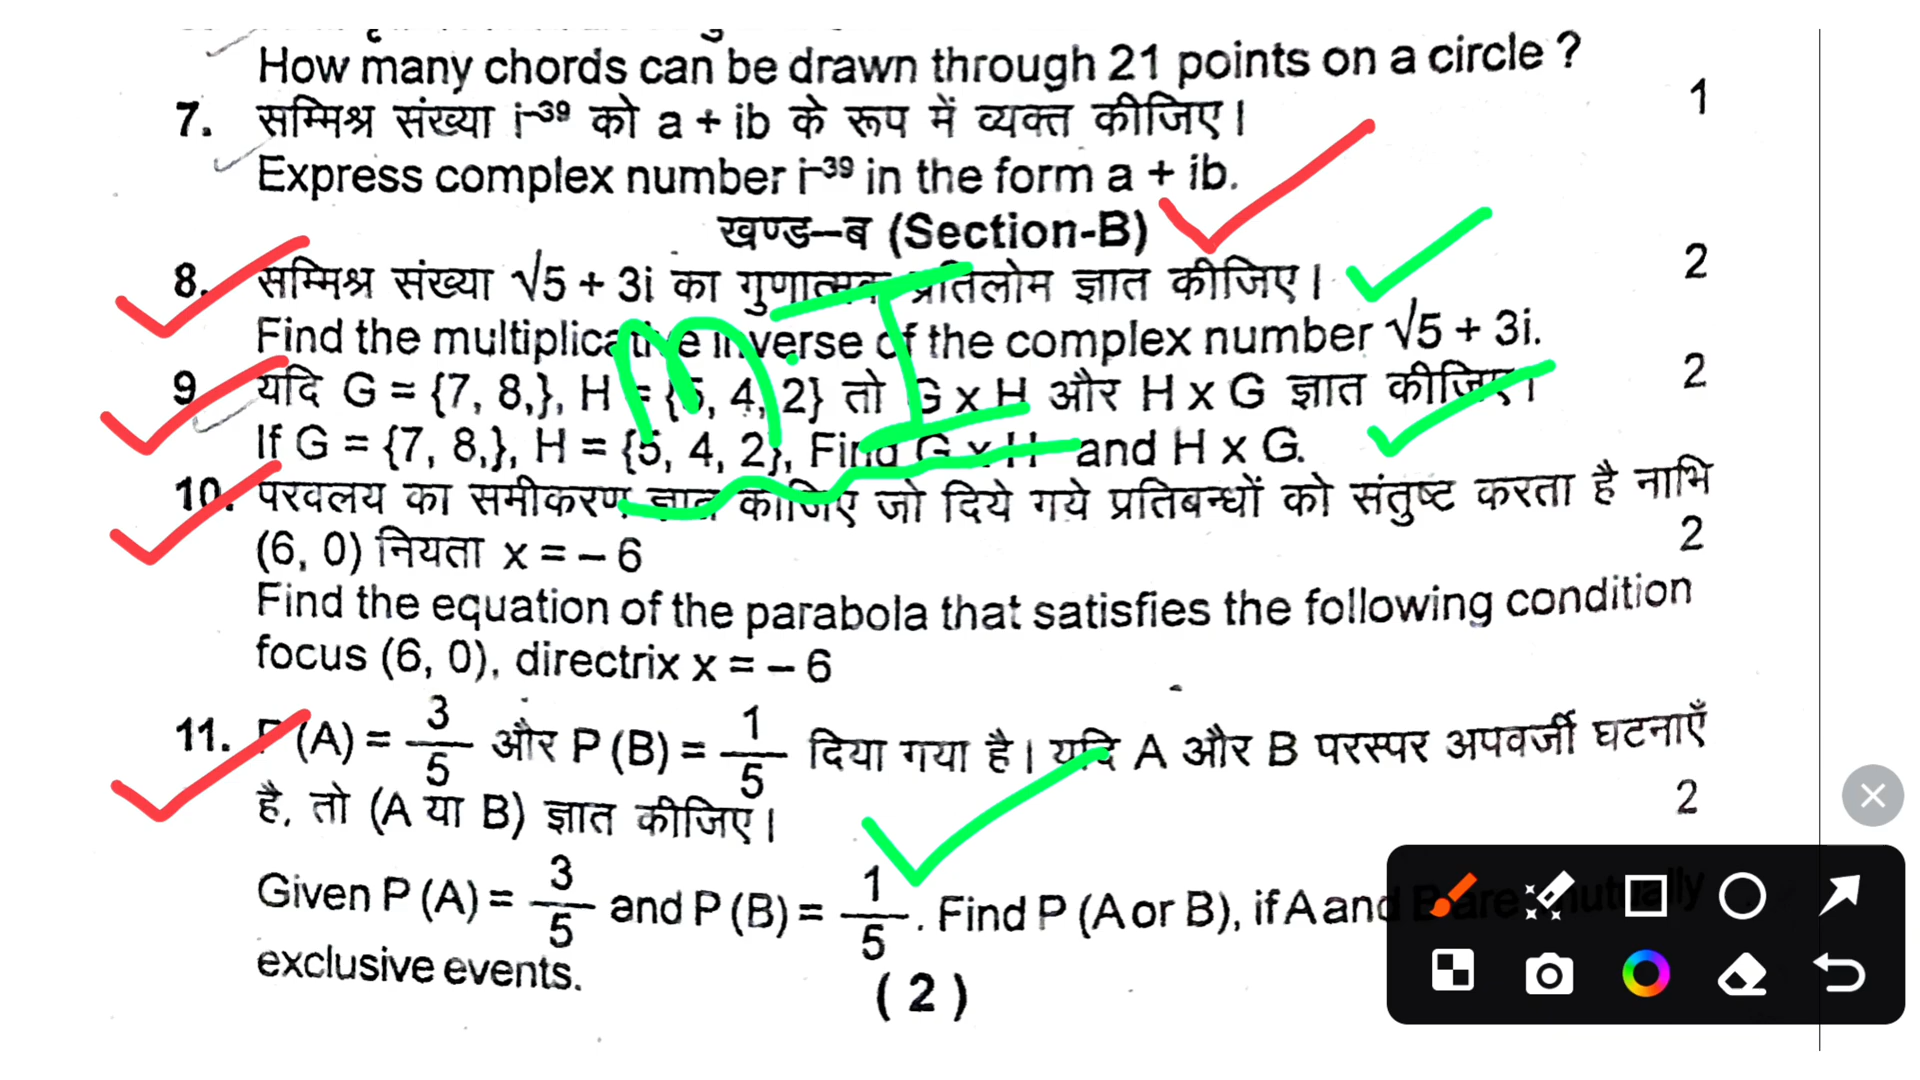 How many chords can be drawn through 21 points on a circle ?
7. सम्मिश्र संख्या i⁻³⁹ को a + ib के रूप में व्यक्त कीजिए। 1
Express complex number i⁻³⁹ in the form a + ib.
खण्ड–ब (Section-B)
8. सम्मिश्र संख्या √5 + 3i का गुणात्मक प्रतिलोम ज्ञात कीजिए। 2
Find the multiplicative inverse of the complex number √5 + 3i.
M.I
9 यदि G = {7, 8,}, H = {5, 4, 2} तो G x H और H x G ज्ञात कीजिए। 2
If G = {7, 8,}, H = {5, 4, 2}, Find G x H and H x G.
10. परवलय का समीकरण ज्ञात कीजिए जो दिये गये प्रतिबन्धों को संतुष्ट करता है नाभि
(6, 0) नियता x = – 6 2
Find the equation of the parabola that satisfies the following condition
focus (6, 0), directrix x = – 6
11. P (A) = 3/5 और P (B) = 1/5 दिया गया है। यदि A और B परस्पर अपवर्जी घटनाएँ
है, तो (A या B) ज्ञात कीजिए। 2
Given P (A) = 3/5 and P (B) = 1/5 . Find P (A or B), if A and B are mutually
exclusive events.
( 2 )